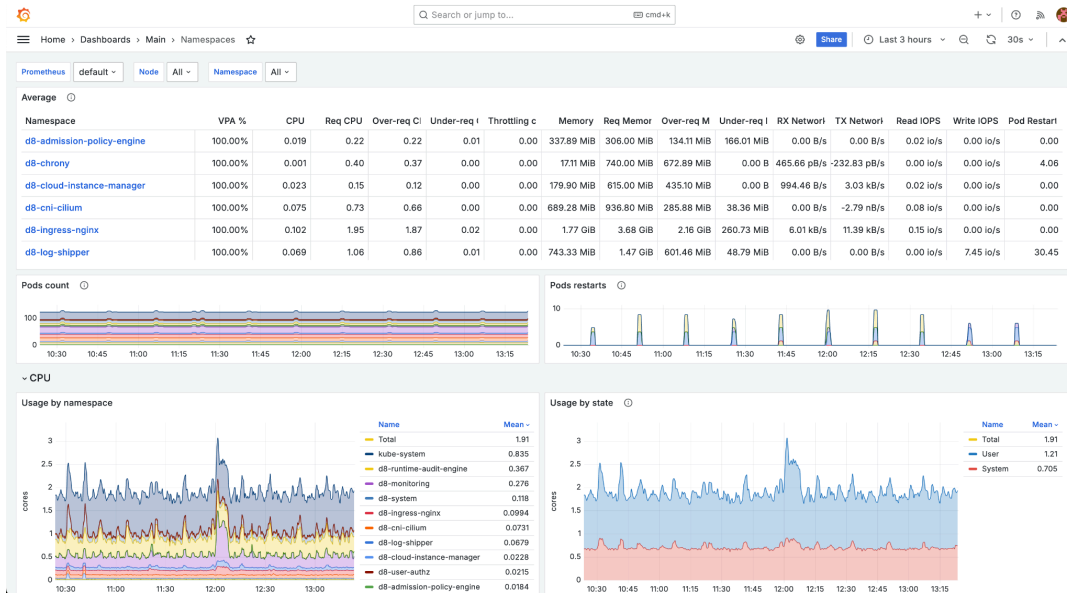 Search or jump to... cmd+k
Home › Dashboards › Main › Namespaces Share Last 3 hours 30s
Prometheus default Node All Namespace All
Average
Namespace VPA % CPU Req CPU Over-req C Under-req Throttling c Memory Req Memor Over-req M Under-req RX Network TX Network Read IOPS Write IOPS Pod Restart
d8-admission-policy-engine 100.00% 0.019 0.22 0.22 0.01 0.00 337.89 MiB 306.00 MiB 134.11 MiB 166.01 MiB 0.00 B/s 0.00 B/s 0.02 io/s 0.00 io/s 0.00
d8-chrony 100.00% 0.001 0.40 0.37 0.00 0.00 17.11 MiB 740.00 MiB 672.89 MiB 0.00 B 465.66 pB/s -232.83 pB/s 0.00 io/s 0.00 io/s 4.06
d8-cloud-instance-manager 100.00% 0.023 0.15 0.12 0.00 0.00 179.90 MiB 615.00 MiB 435.10 MiB 0.00 B 994.46 B/s 3.03 kB/s 0.02 io/s 0.00 io/s 0.00
d8-cni-cilium 100.00% 0.075 0.73 0.66 0.00 0.00 689.28 MiB 936.80 MiB 285.88 MiB 38.36 MiB 0.00 B/s -2.79 nB/s 0.08 io/s 0.00 io/s 0.00
d8-ingress-nginx 100.00% 0.102 1.95 1.87 0.02 0.00 1.77 GiB 3.68 GiB 2.16 GiB 260.73 MiB 6.01 kB/s 11.39 kB/s 0.15 io/s 0.00 io/s 0.00
d8-log-shipper 100.00% 0.069 1.06 0.86 0.01 0.00 743.33 MiB 1.47 GiB 601.46 MiB 48.79 MiB 0.00 B/s 0.00 B/s 0.00 io/s 7.45 io/s 30.45
Pods count
100
0
10:30 10:45 11:00 11:15 11:30 11:45 12:00 12:15 12:30 12:45 13:00 13:15
Pods restarts
10
0
10:30 10:45 11:00 11:15 11:30 11:45 12:00 12:15 12:30 12:45 13:00 13:15
CPU
Usage by namespace
cores
3
2.5
2
1.5
1
0.5
0
10:30 11:00 11:30 12:00 12:30 13:00
Name Mean
Total 1.91
kube-system 0.835
d8-runtime-audit-engine 0.367
d8-monitoring 0.276
d8-system 0.118
d8-ingress-nginx 0.0994
d8-cni-cilium 0.0731
d8-log-shipper 0.0679
d8-cloud-instance-manager 0.0228
d8-user-authz 0.0215
d8-admission-policy-engine 0.0184
Usage by state
cores
3
2.5
2
1.5
1
0.5
0
10:30 10:45 11:00 11:15 11:30 11:45 12:00 12:15 12:30 12:45 13:00 13:15
Name Mean
Total 1.91
User 1.21
System 0.705